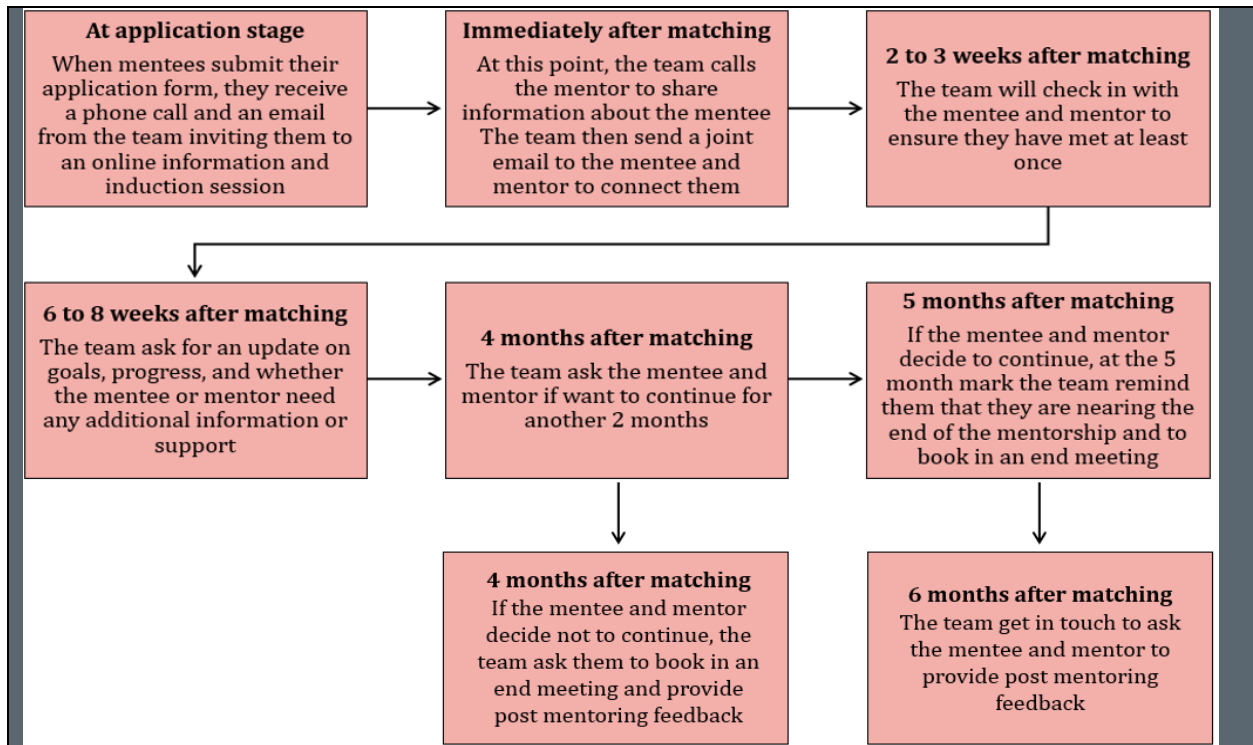 At application stage
When mentees submit their
application form, they receive
a phone call and an email
from the team inviting them to
an online information and
induction session
Immediately after matching
At this point, the team calls
the mentor to share
information about the mentee
The team then send a joint
email to the mentee and
mentor to connect them
2 to 3 weeks after matching
The team will check in with
the mentee and mentor to
ensure they have met at least
once
6 to 8 weeks after matching
The team ask for an update on
goals, progress, and whether
the mentee or mentor need
any additional information or
support
4 months after matching
The team ask the mentee and
mentor if want to continue for
another 2 months
5 months after matching
If the mentee and mentor
decide to continue, at the 5
month mark the team remind
them that they are nearing the
end of the mentorship and to
book in an end meeting
4 months after matching
If the mentee and mentor
decide not to continue, the
team ask them to book in an
end meeting and provide
post mentoring feedback
6 months after matching
The team get in touch to ask
the mentee and mentor to
provide post mentoring
feedback